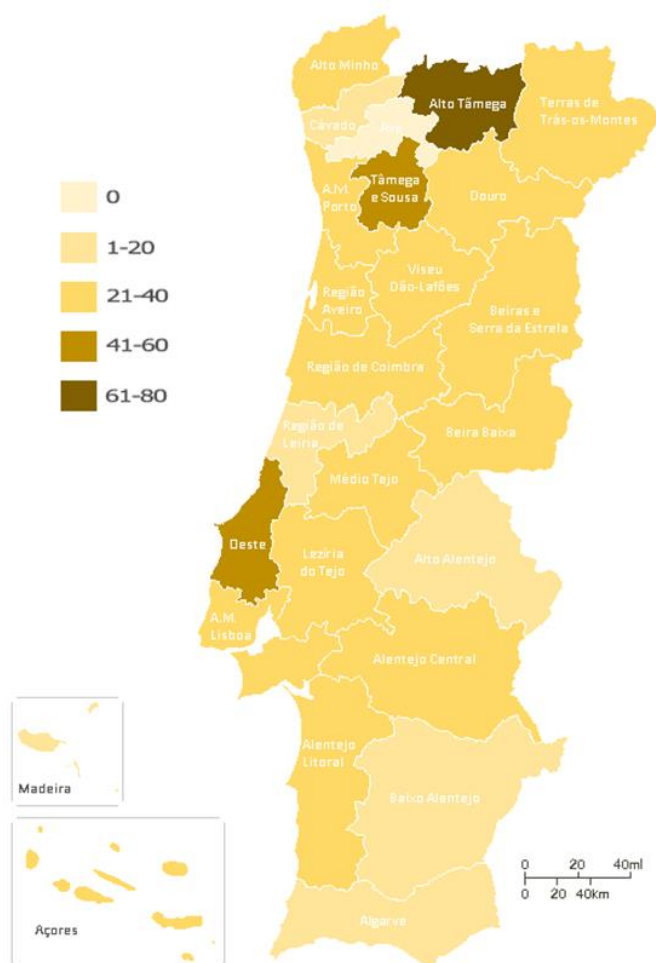 Alto Minho
Alto Tâmega
Terras de
Trás-os-Montes
Cávado
Ave
0
1-20
21-40
41-60
61-80
A.M.
Porto
Tâmega
e Sousa
Douro
Viseu
Dão-Lafões
Região
Aveiro
Beiras e
Serra da Estrela
Região de Coimbra
Região de
Leiria
Beira Baixa
Médio Tejo
Oeste
Lezíria
do Tejo
Alto Alentejo
A.M.
Lisboa
Alentejo Central
Alentejo
Litoral
Madeira
Baixo Alentejo
0 20 40ml
0 20 40km
Algarve
Açores